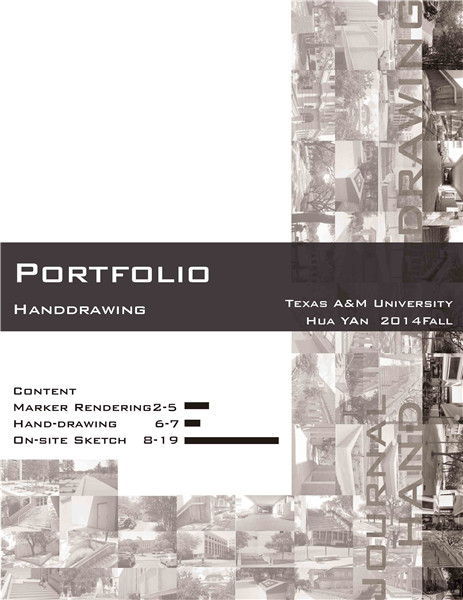 PORTFOLIO
HANDDRAWING
TEXAS A&M UNIVERSITY
HUA YAN 2014FALL
CONTENT
MARKER RENDERING2-5
HAND-DRAWING 6-7
ON-SITE SKETCH 8-19
JOURNAL
HAND DRAWING